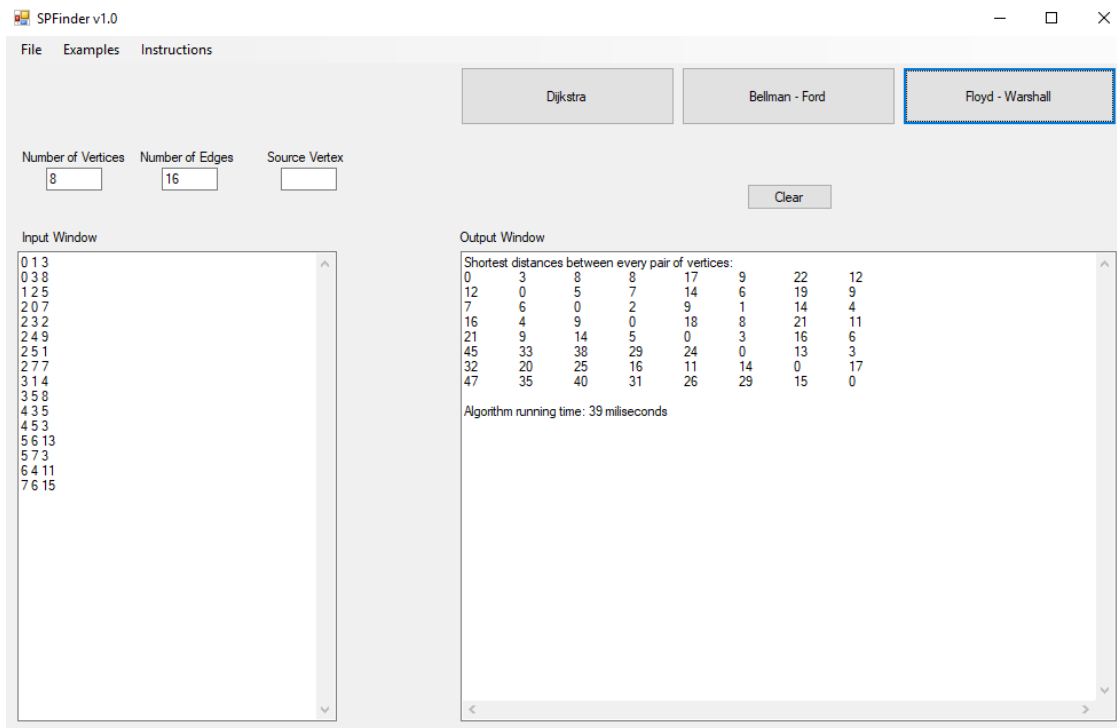 SPFinder v1.0
File Examples Instructions
Dijkstra Bellman - Ford Floyd - Warshall
Number of Vertices Number of Edges Source Vertex
8 16
Clear
Input Window
0 1 3
0 3 8
1 2 5
2 0 7
2 3 2
2 4 9
2 5 1
2 7 7
3 1 4
3 5 8
4 3 5
4 5 3
5 6 13
5 7 3
6 4 11
7 6 15
Output Window
Shortest distances between every pair of vertices:
0 3 8 8 17 9 22 12
12 0 5 7 14 6 19 9
7 6 0 2 9 1 14 4
16 4 9 0 18 8 21 11
21 9 14 5 0 3 16 6
45 33 38 29 24 0 13 3
32 20 25 16 11 14 0 17
47 35 40 31 26 29 15 0
Algorithm running time: 39 miliseconds